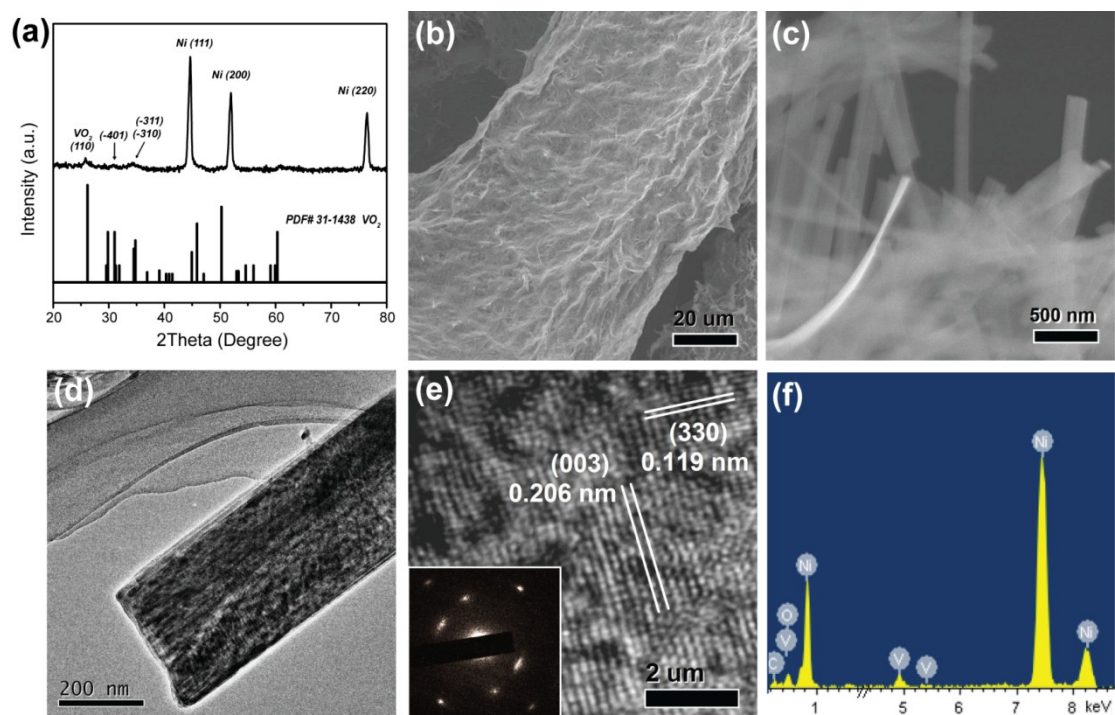 (a)
Ni (111)
Ni (200)
Ni (220)
(-311)
(-310)
(-401)
VO2
(110)
PDF# 31-1438 VO2
Intensity (a.u.)
20 30 40 50 60 70 80
2Theta (Degree)
(b)
20 um
(c)
500 nm
(d)
200 nm
(e)
(330)
0.119 nm
(003)
0.206 nm
2 um
(f)
Ni
Ni
O
V
C
V
V
Ni
1 5 6 7 8 keV